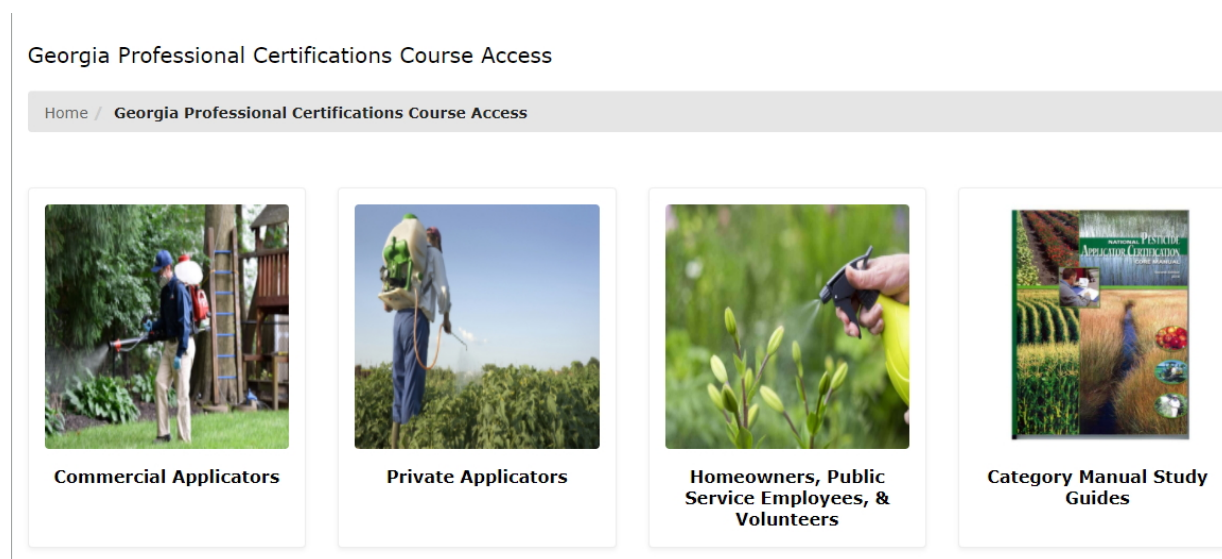 Georgia Professional Certifications Course Access
Home / Georgia Professional Certifications Course Access
Commercial Applicators
Private Applicators
Homeowners, Public
Service Employees, &
Volunteers
NATIONAL PESTICIDE
APPLICATOR CERTIFICATION
CORE MANUAL
Category Manual Study
Guides